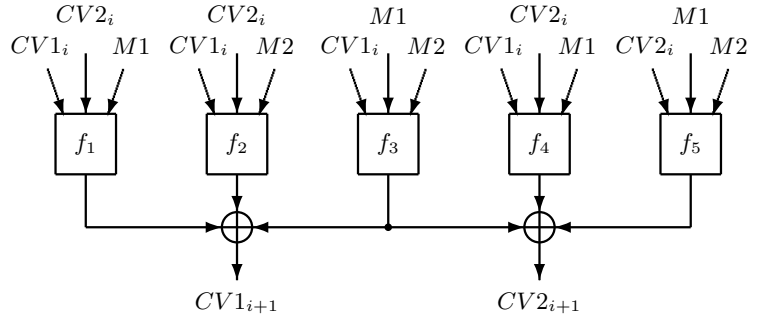 CV2_i CV2_i M1 CV2_i M1
CV1_i M1 CV1_i M2 CV1_i M2 CV1_i M1 CV2_i M2
f_1 f_2 f_3 f_4 f_5
CV1_{i+1} CV2_{i+1}